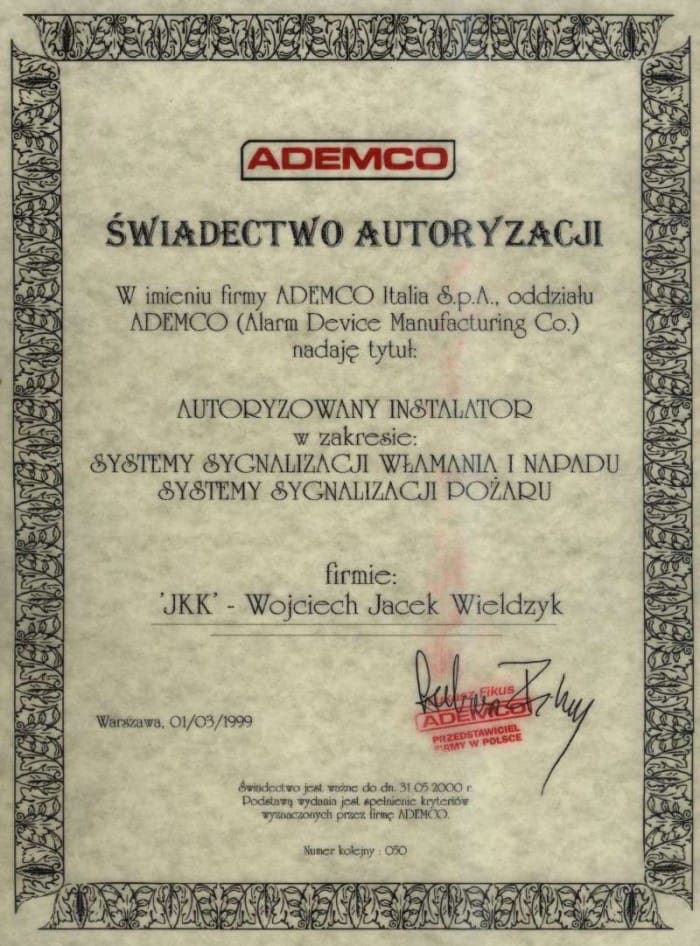 ADEMCO
ŚWIADECTWO AUTORYZACJI
W imieniu firmy ADEMCO Italia S.p.A., oddziału
ADEMCO (Alarm Device Manufacturing Co.)
nadaję tytuł:
AUTORYZOWANY INSTALATOR
w zakresie:
SYSTEMY SYGNALIZACJI WŁAMANIA I NAPADU
SYSTEMY SYGNALIZACJI POŻARU
firmie:
'JKK' - Wojciech Jacek Wieldzyk
Fikus
ADEMCO
PRZEDSTAWICIEL
FIRMY W POLSCE
Warszawa, 01/03/1999
Świadectwo jest ważne do dn. 31.05.2000 r.
Podstawą wydania jest spełnienie kryteriów
wyznaczonych przez firmę ADEMCO.
Numer kolejny : 050